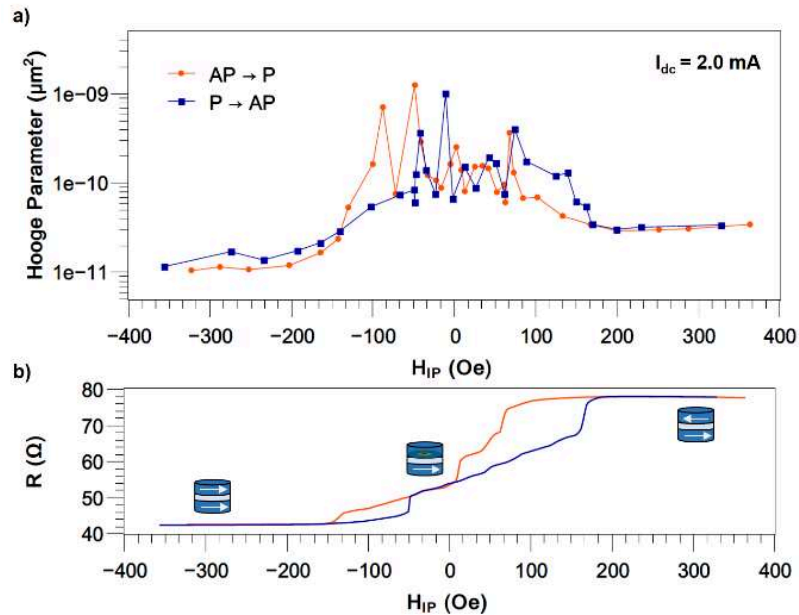 a)
Hooge Parameter (µm²)
1e−09
1e−10
1e−11
AP → P
P → AP
I_dc = 2.0 mA
−400 −300 −200 −100 0 100 200 300 400
H_IP (Oe)
b)
R (Ω)
80
70
60
50
40
−400 −300 −200 −100 0 100 200 300 400
H_IP (Oe)